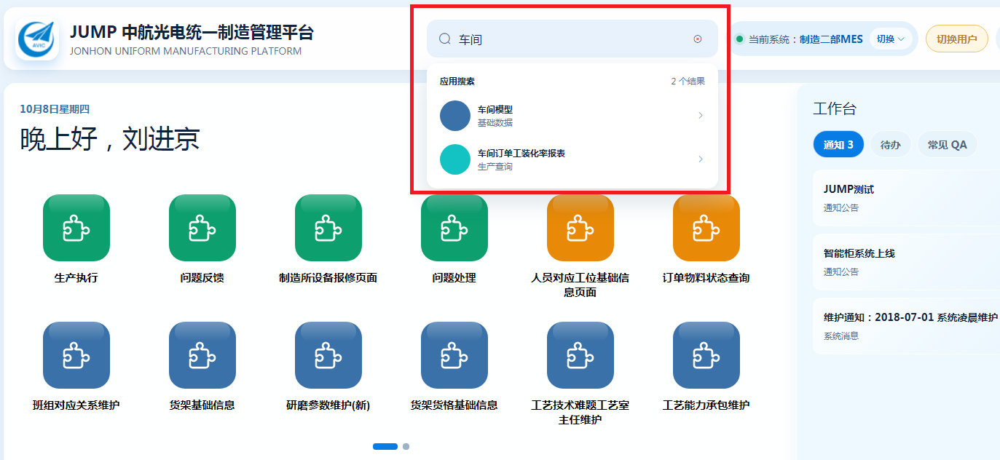 AVIC
JUMP 中航光电统一制造管理平台
JONHON UNIFORM MANUFACTURING PLATFORM
车间
当前系统：制造二部MES
切换
切换用户
应用搜索
2 个结果
车间模型
基础数据
车间订单工装化率报表
生产查询
10月8日星期四
晚上好，刘进京
生产执行
问题反馈
制造所设备报修页面
问题处理
人员对应工位基础信
息页面
订单物料状态查询
班组对应关系维护
货架基础信息
研磨参数维护(新)
货架货格基础信息
工艺技术难题工艺室
主任维护
工艺能力承包维护
工作台
通知 3
待办
常见 QA
JUMP测试
通知公告
智能柜系统上线
通知公告
维护通知：2018-07-01 系统凌晨维护
系统消息